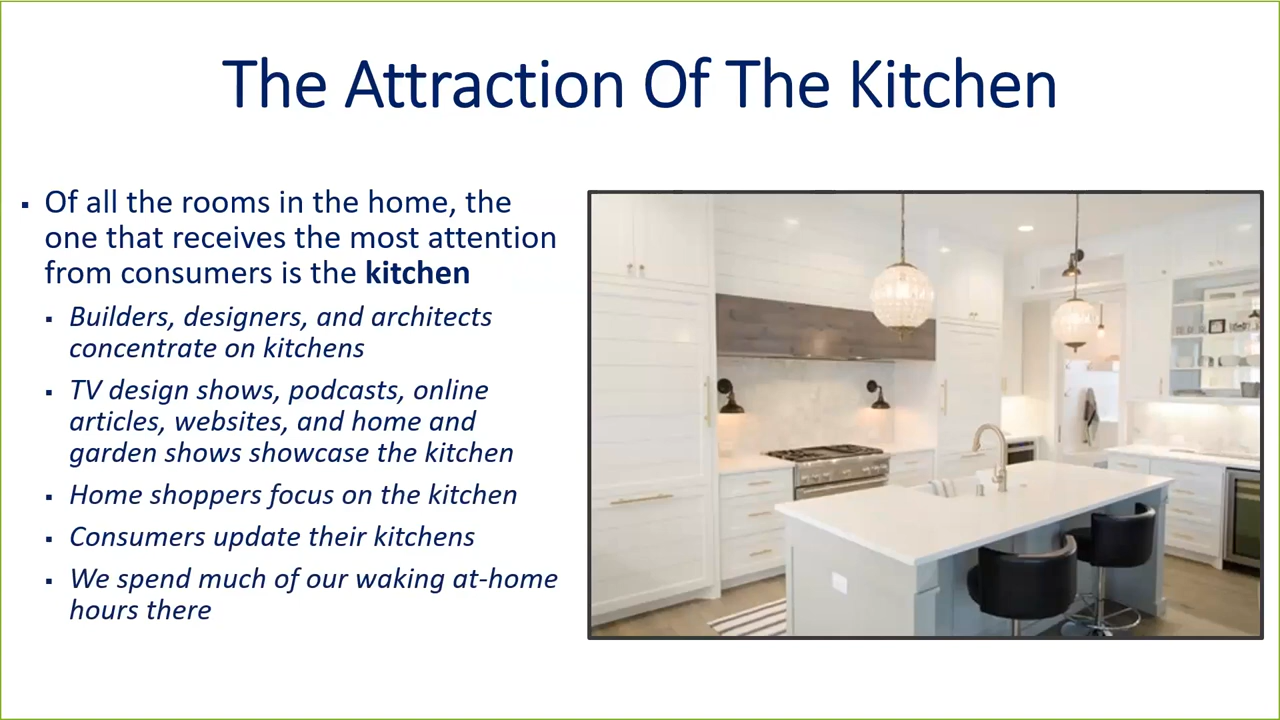 The Attraction Of The Kitchen
▪ Of all the rooms in the home, the
one that receives the most attention
from consumers is the kitchen
▪ Builders, designers, and architects
concentrate on kitchens
▪ TV design shows, podcasts, online
articles, websites, and home and
garden shows showcase the kitchen
▪ Home shoppers focus on the kitchen
▪ Consumers update their kitchens
▪ We spend much of our waking at-home
hours there